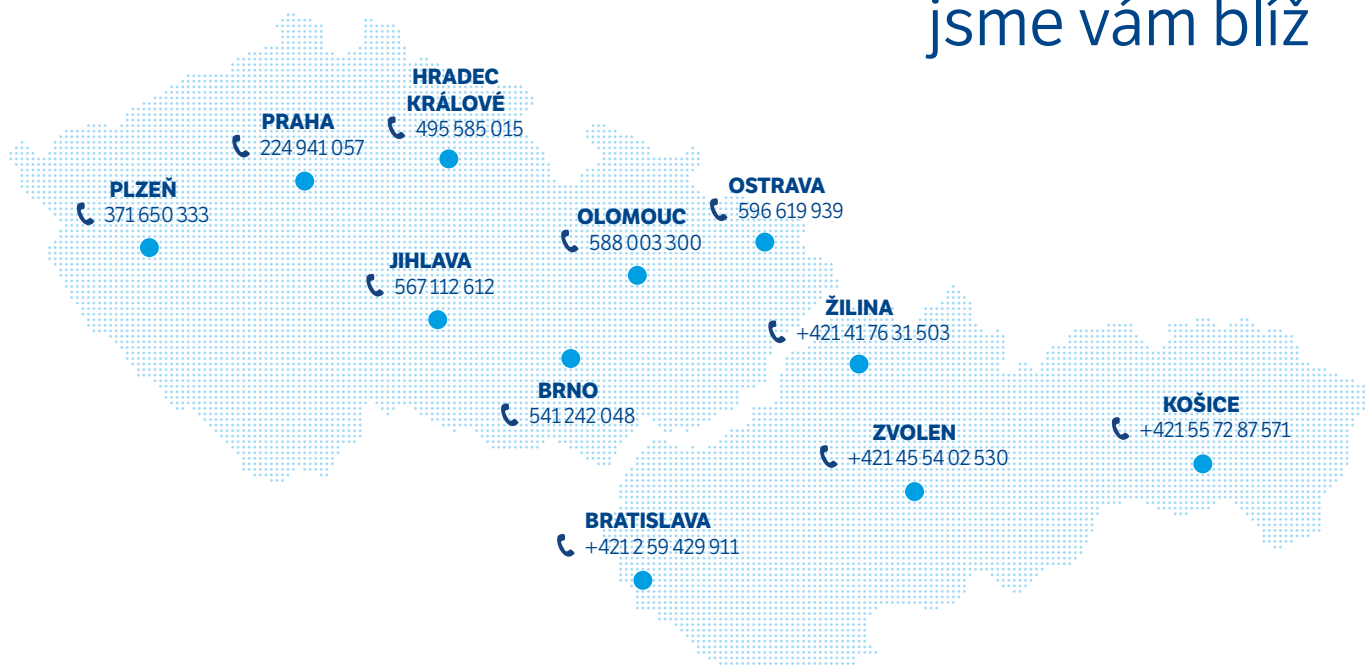 jsme vám blíž
HRADEC
KRÁLOVÉ
495 585 015
PRAHA
224 941 057
PLZEŇ
371 650 333
OSTRAVA
596 619 939
OLOMOUC
588 003 300
JIHLAVA
567 112 612
ŽILINA
+421 41 76 31 503
BRNO
541 242 048
KOŠICE
+421 55 72 87 571
ZVOLEN
+421 45 54 02 530
BRATISLAVA
+421 2 59 429 911